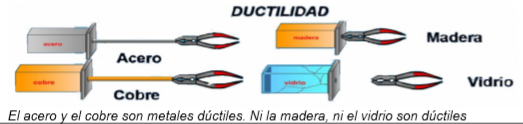 DUCTILIDAD
acero
Acero
madera
Madera
cobre
Cobre
vidrio
Vidrio
El acero y el cobre son metales dúctiles. Ni la madera, ni el vidrio son dúctiles